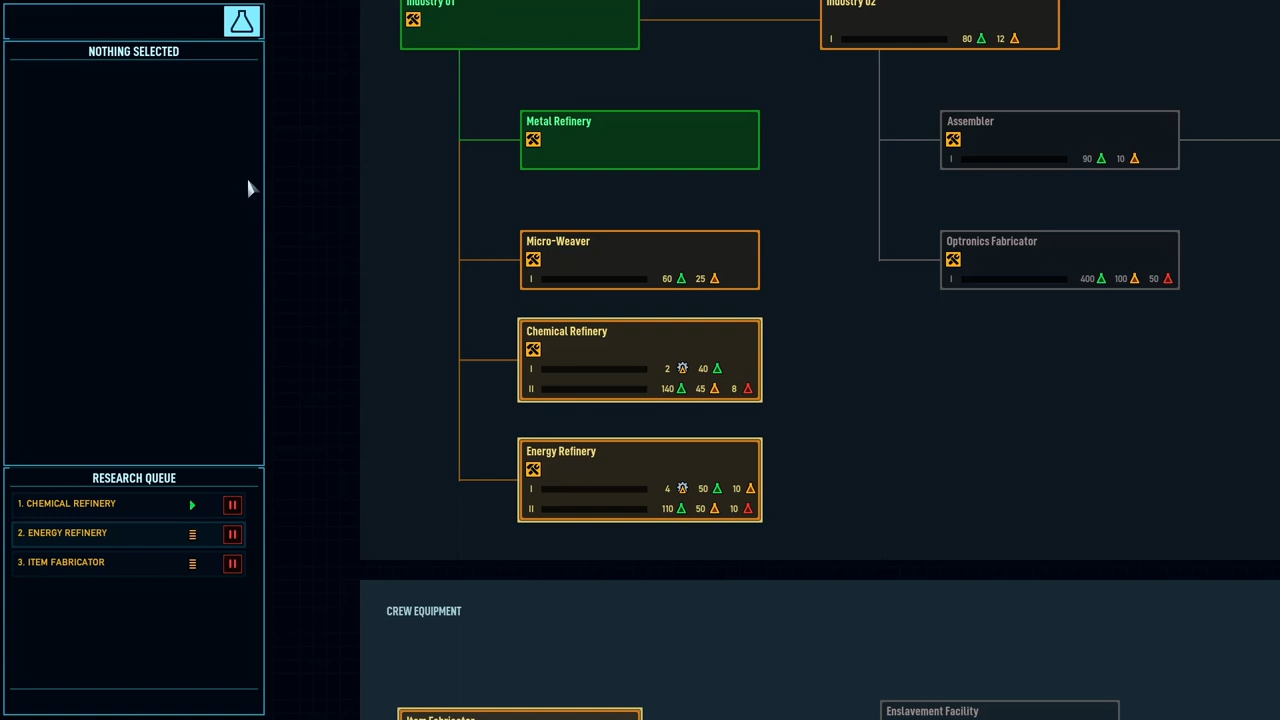 NOTHING SELECTED
RESEARCH QUEUE
1. CHEMICAL REFINERY
2. ENERGY REFINERY
3. ITEM FABRICATOR
Industry 01
Industry 02
I 80 12
Metal Refinery
Assembler
I 90 10
Micro-Weaver
I 60 25
Optronics Fabricator
I 400 100 50
Chemical Refinery
I 2 40
II 140 45 8
Energy Refinery
I 4 50 10
II 110 50 10
CREW EQUIPMENT
Item Fabricator
Enslavement Facility